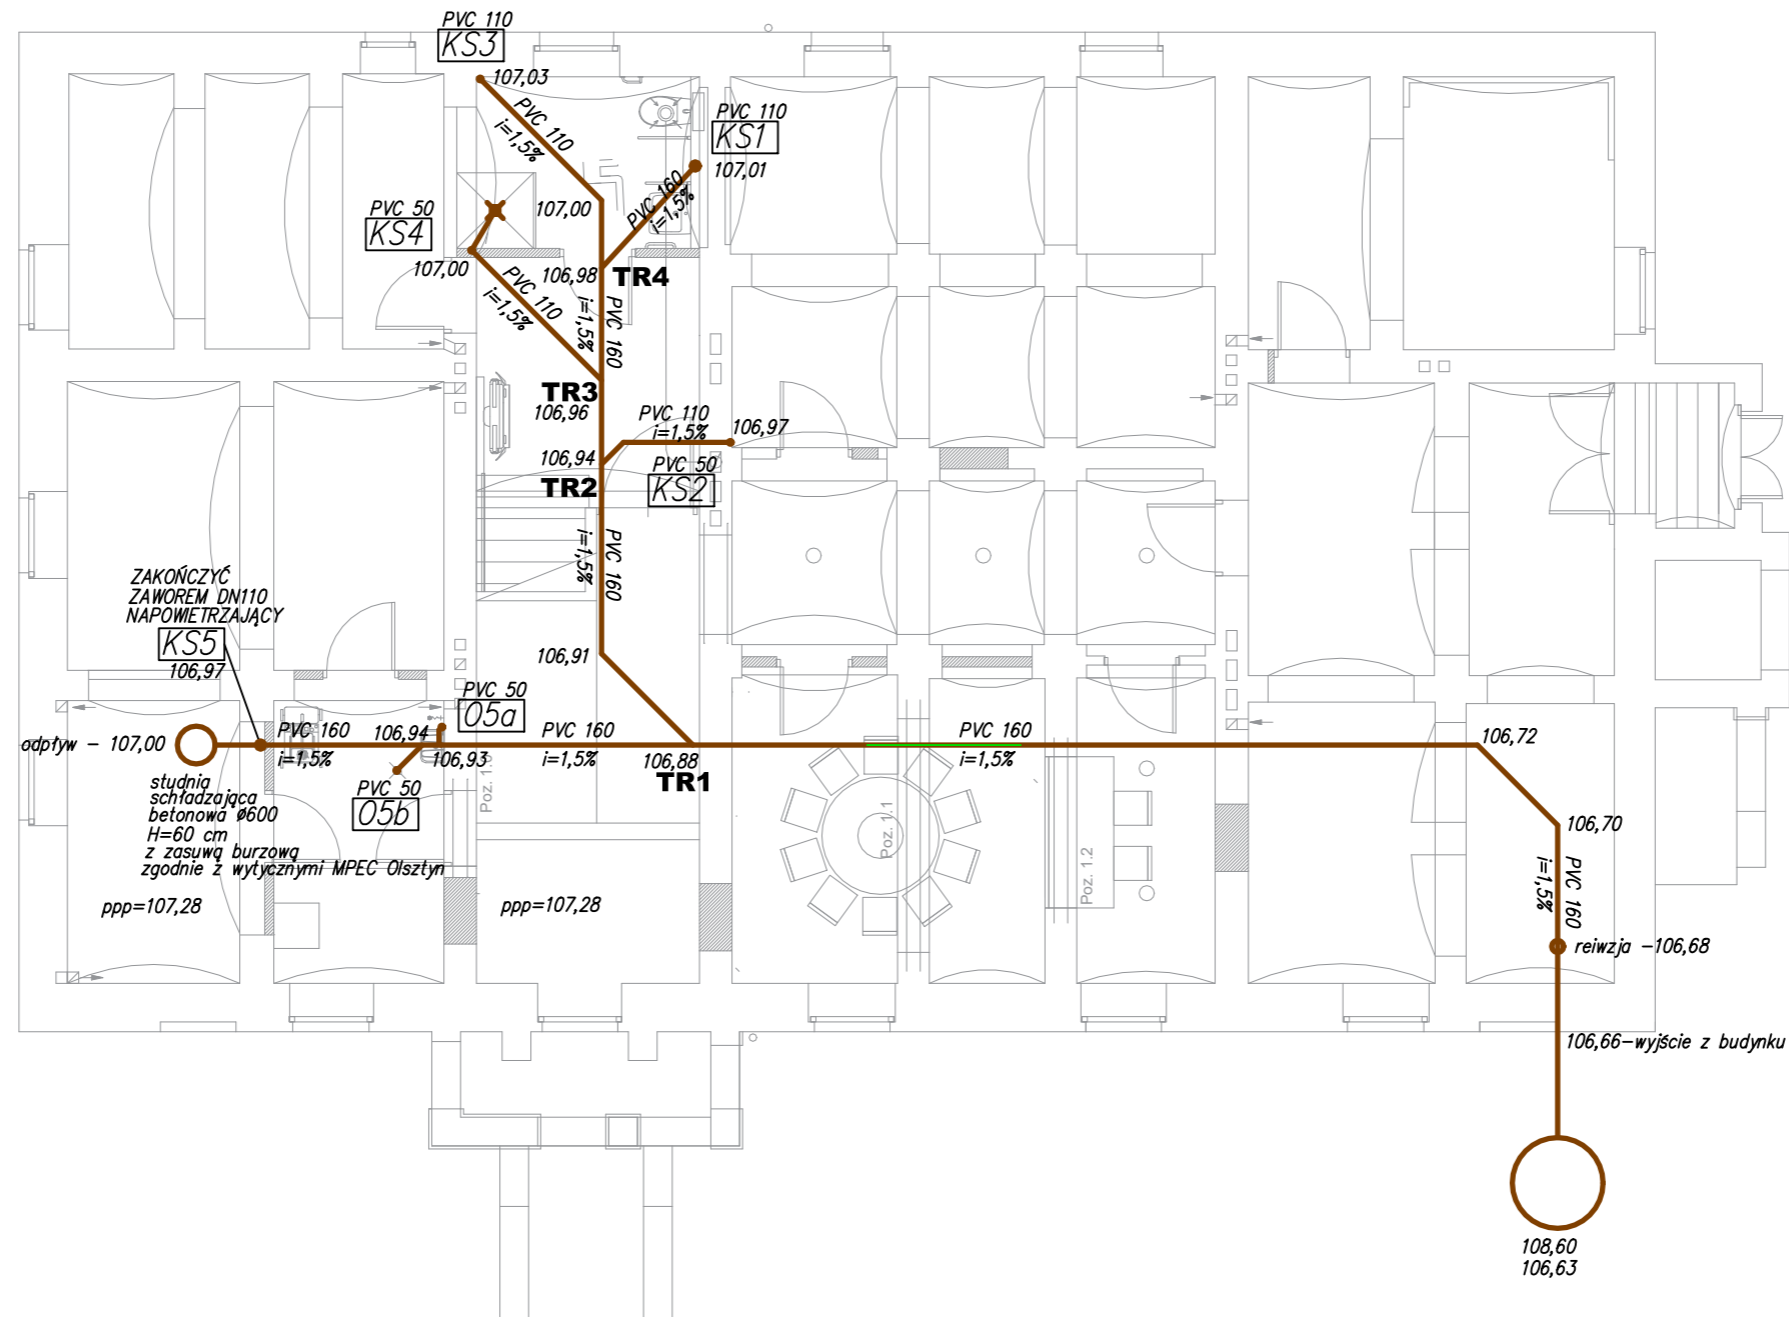 PVC 110
KS3
107,03
PVC 110
i=1,5%
PVC 110
KS1
107,01
PVC 160
i=1,5%
107,00
PVC 50
KS4
107,00
PVC 110
i=1,5%
106,98
TR4
PVC 160
i=1,5%
TR3
106,96
PVC 110
i=1,5%
106,97
106,94
TR2
PVC 50
KS2
PVC 160
i=1,5%
ZAKOŃCZYĆ
ZAWOREM DN110
NAPOWIETRZAJĄCY
KS5
106,97
106,91
PVC 50
05a
odpływ - 107,00
PVC 160
i=1,5%
106,94
106,93
PVC 160
i=1,5%
106,88
TR1
PVC 160
i=1,5%
106,72
studnia
schładzająca
betonowa ø600
H=60 cm
z zasuwą burzową
zgodnie z wytycznymi MPEC Olsztyn
PVC 50
05b
Poz. 1.1
Poz. 1.2
106,70
PVC 160
i=1,5%
ppp=107,28
ppp=107,28
reiwzja -106,68
106,66-wyjście z budynku
108,60
106,63